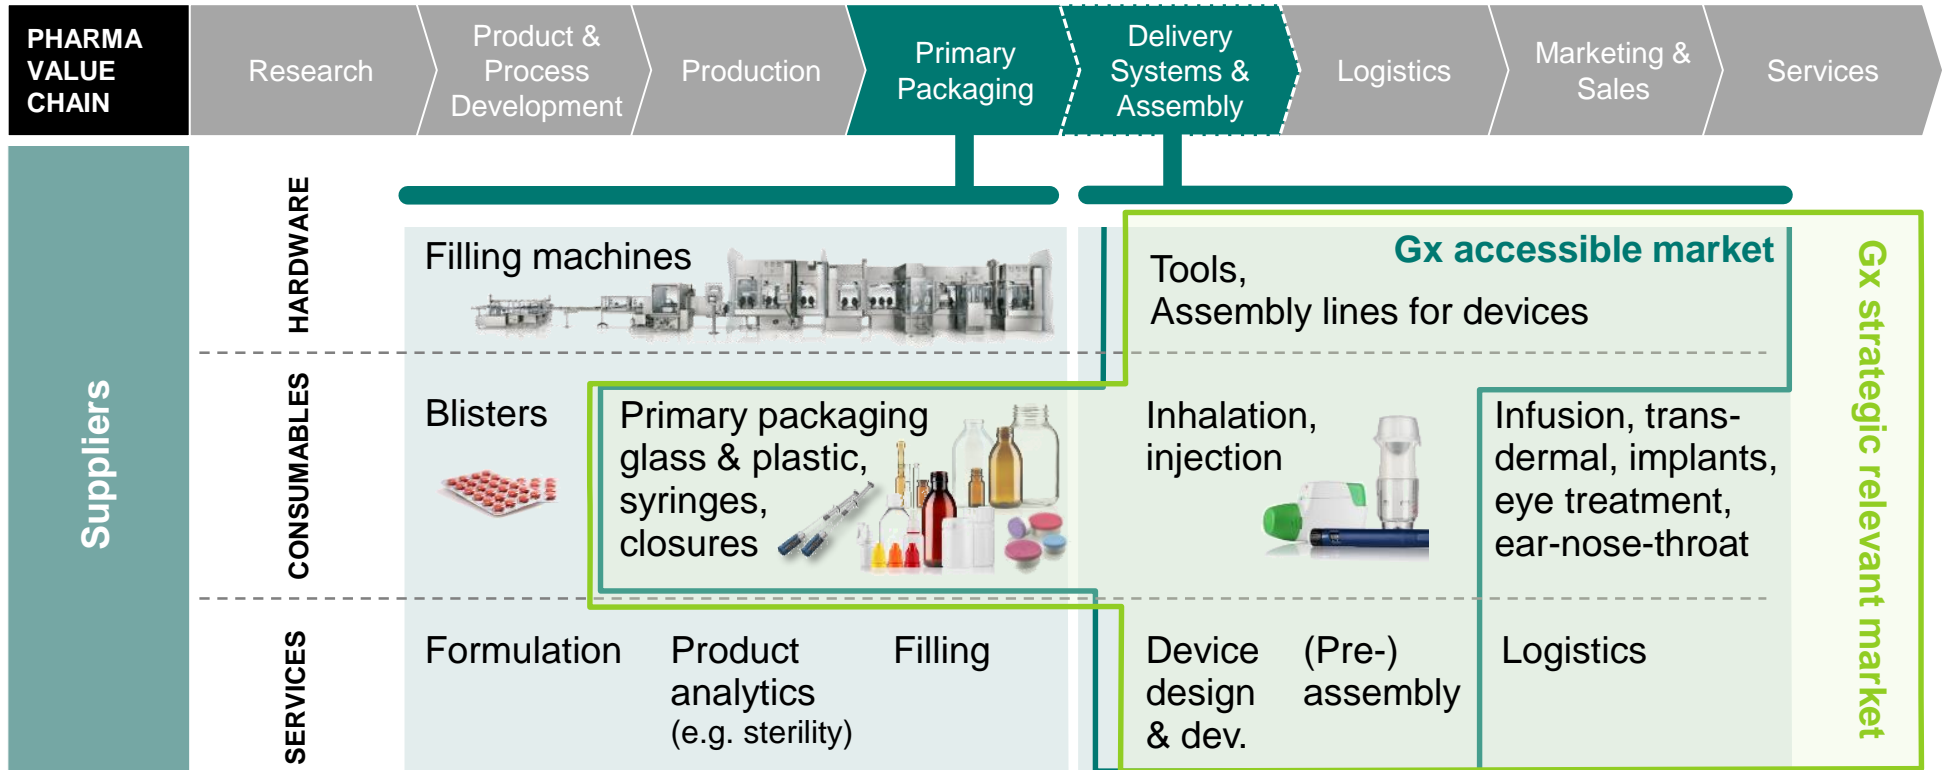 PHARMA
VALUE
CHAIN
Research
Product &
Process
Development
Production
Primary
Packaging
Delivery
Systems &
Assembly
Logistics
Marketing &
Sales
Services
Suppliers
HARDWARE
Filling machines
Tools,
Assembly lines for devices
Gx accessible market
Gx strategic relevant market
CONSUMABLES
Blisters
Primary packaging
glass & plastic,
syringes,
closures
Inhalation,
injection
Infusion, trans-
dermal, implants,
eye treatment,
ear-nose-throat
SERVICES
Formulation
Product
analytics
(e.g. sterility)
Filling
Device
design
& dev.
(Pre-)
assembly
Logistics